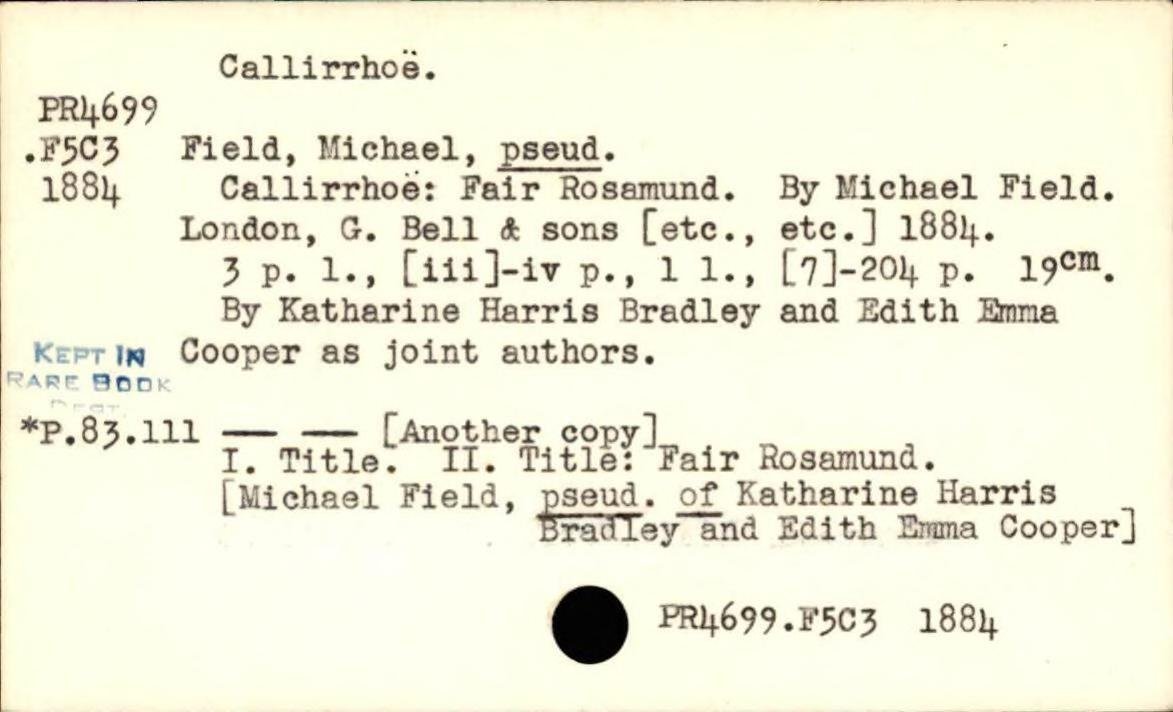 Callirrhoë.
PR4699
.F5C3 Field, Michael, pseud.
1884 Callirrhoë: Fair Rosamund. By Michael Field.
London, G. Bell & sons [etc., etc.] 1884.
3 p. l., [iii]-iv p., 1 l., [7]-204 p. 19cm.
By Katharine Harris Bradley and Edith Emma
KEPT IN Cooper as joint authors.
RARE BOOK
DEPT.
*P.83.111 — — [Another copy]
I. Title. II. Title: Fair Rosamund.
[Michael Field, pseud. of Katharine Harris
Bradley and Edith Emma Cooper]
PR4699.F5C3 1884